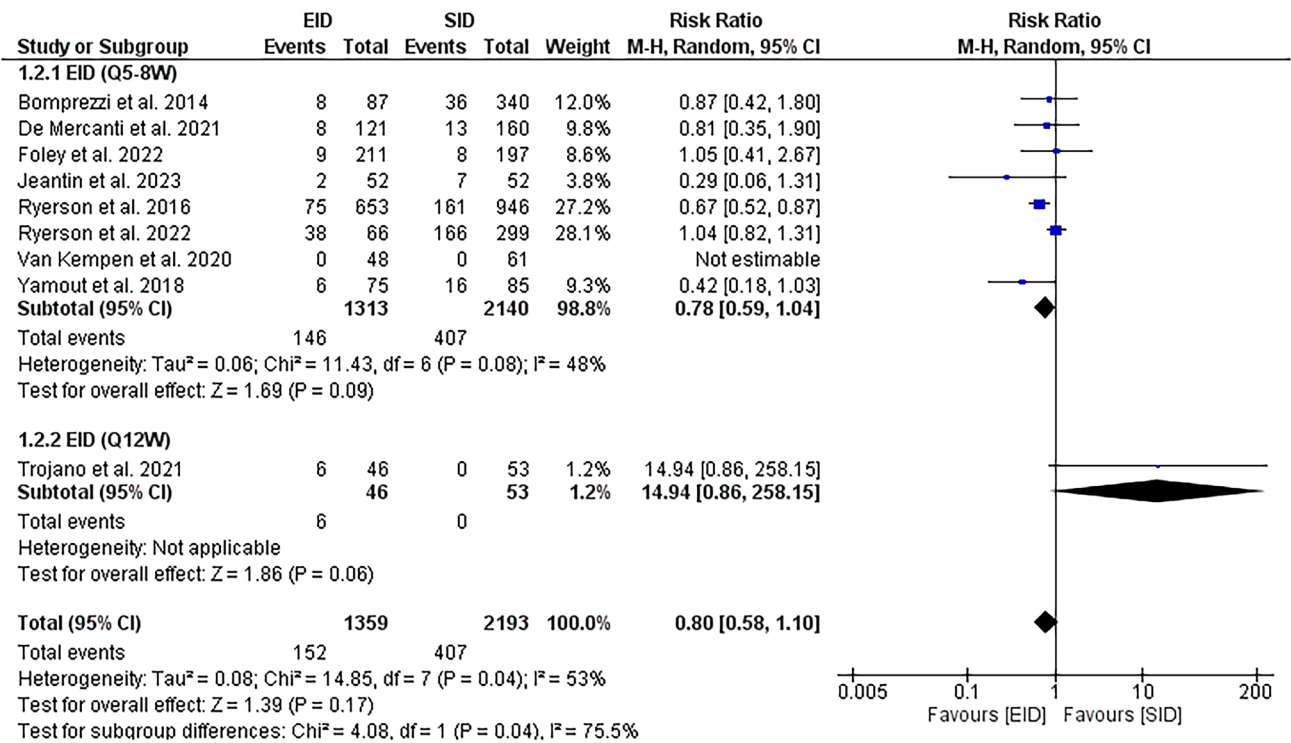 EID SID Risk Ratio Risk Ratio
Study or Subgroup Events Total Events Total Weight M-H, Random, 95% CI M-H, Random, 95% CI
1.2.1 EID (Q5-8W)
Bomprezzi et al. 2014 8 87 36 340 12.0% 0.87 [0.42, 1.80]
De Mercanti et al. 2021 8 121 13 160 9.8% 0.81 [0.35, 1.90]
Foley et al. 2022 9 211 8 197 8.6% 1.05 [0.41, 2.67]
Jeantin et al. 2023 2 52 7 52 3.8% 0.29 [0.06, 1.31]
Ryerson et al. 2016 75 653 161 946 27.2% 0.67 [0.52, 0.87]
Ryerson et al. 2022 38 66 166 299 28.1% 1.04 [0.82, 1.31]
Van Kempen et al. 2020 0 48 0 61 Not estimable
Yamout et al. 2018 6 75 16 85 9.3% 0.42 [0.18, 1.03]
Subtotal (95% CI) 1313 2140 98.8% 0.78 [0.59, 1.04]
Total events 146 407
Heterogeneity: Tau² = 0.06; Chi² = 11.43, df = 6 (P = 0.08); I² = 48%
Test for overall effect: Z = 1.69 (P = 0.09)
1.2.2 EID (Q12W)
Trojano et al. 2021 6 46 0 53 1.2% 14.94 [0.86, 258.15]
Subtotal (95% CI) 46 53 1.2% 14.94 [0.86, 258.15]
Total events 6 0
Heterogeneity: Not applicable
Test for overall effect: Z = 1.86 (P = 0.06)
Total (95% CI) 1359 2193 100.0% 0.80 [0.58, 1.10]
Total events 152 407
Heterogeneity: Tau² = 0.08; Chi² = 14.85, df = 7 (P = 0.04); I² = 53%
Test for overall effect: Z = 1.39 (P = 0.17)
Test for subgroup differences: Chi² = 4.08, df = 1 (P = 0.04), I² = 75.5%
0.005 0.1 1 10 200
Favours [EID] Favours [SID]